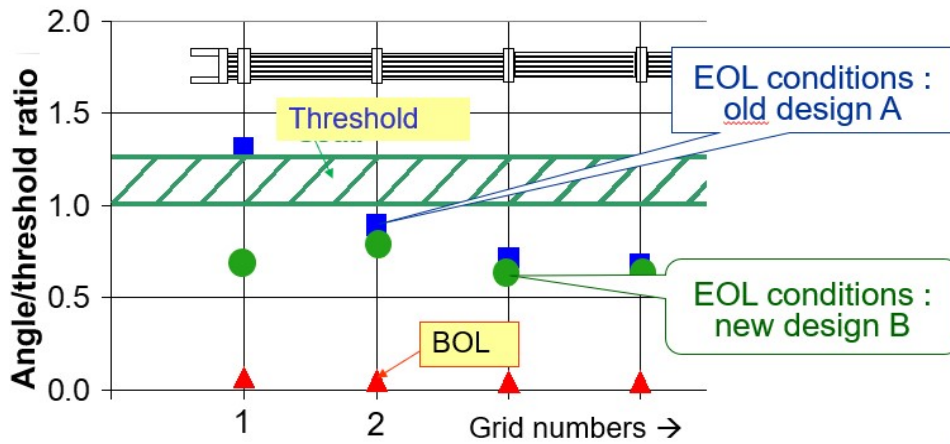 2.0
1.5
1.0
0.5
0.0
Angle/threshold ratio
Threshold
EOL conditions :
old design A
EOL conditions :
new design B
BOL
1
2
Grid numbers →